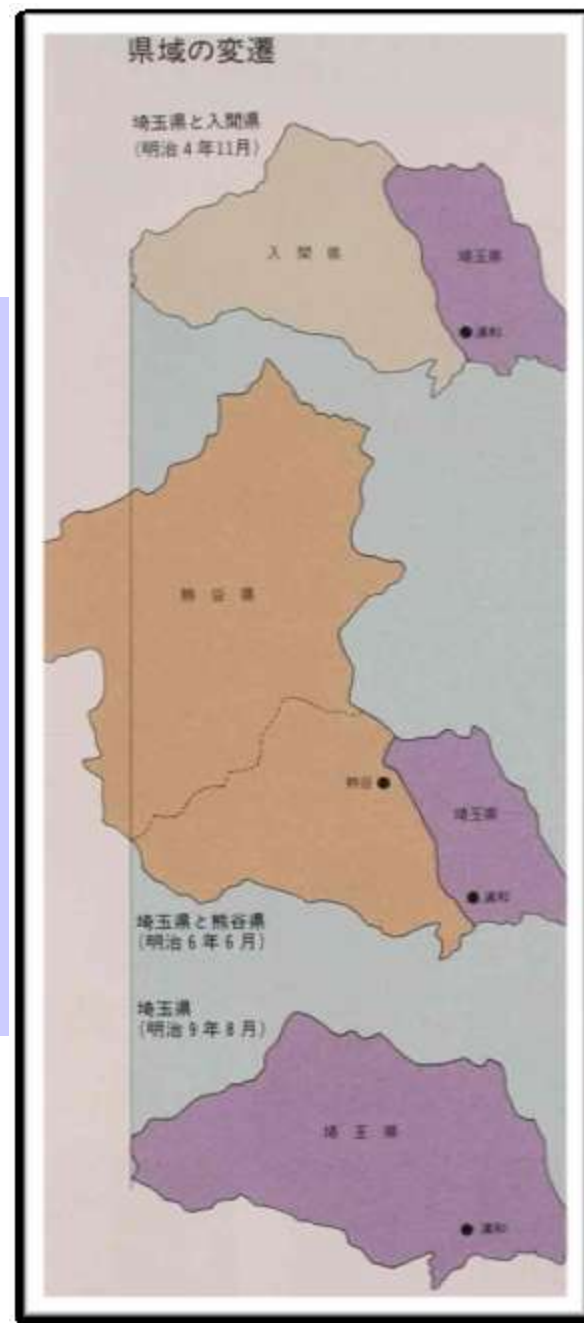 県域の変遷
埼玉県と入間県
(明治4年11月)
入間県
埼玉県
浦和
熊谷県
熊谷
埼玉県
浦和
埼玉県と熊谷県
(明治6年6月)
埼玉県
(明治9年8月)
埼玉県
浦和